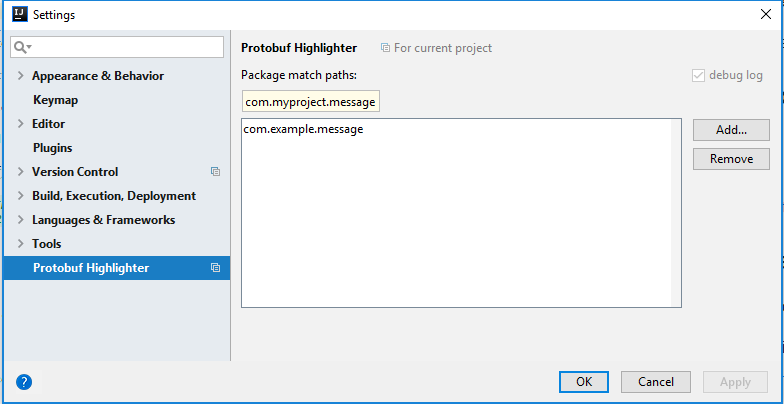 IJ
Settings
Appearance & Behavior
Keymap
Editor
Plugins
Version Control
Build, Execution, Deployment
Languages & Frameworks
Tools
Protobuf Highlighter
Protobuf Highlighter
For current project
Package match paths:
debug log
com.myproject.message
com.example.message
Add...
Remove
?
OK
Cancel
Apply